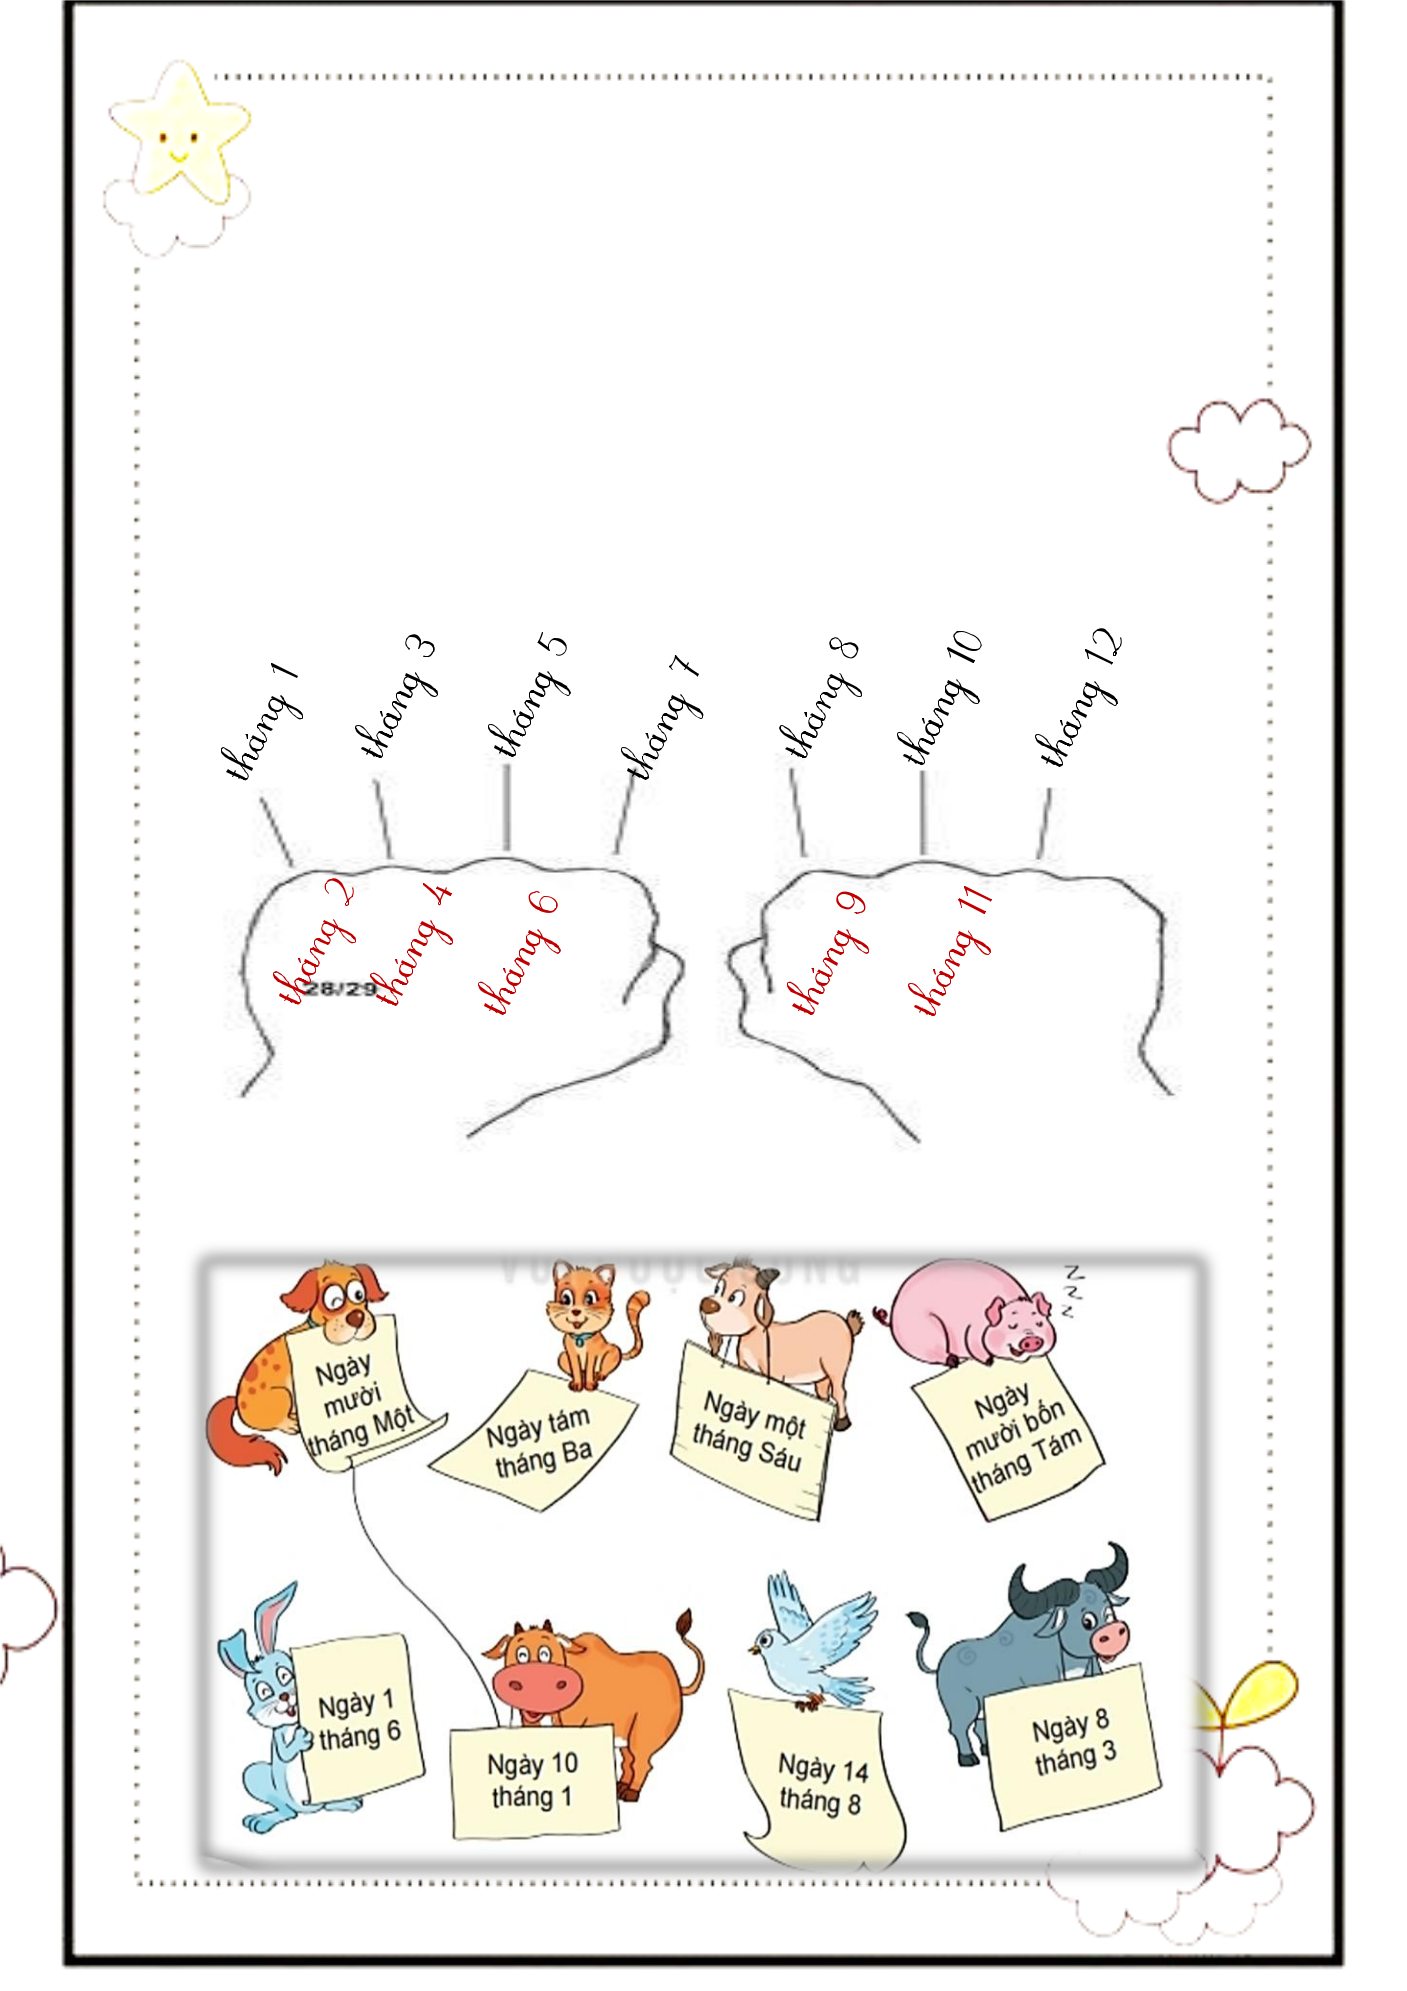 tháng 1
tháng 3
tháng 5
tháng 7
tháng 8
tháng 10
tháng 12
tháng 2
tháng 4
tháng 6
tháng 9
tháng 11
28/29
Ngày
mười
tháng Một
Ngày tám
tháng Ba
Ngày một
tháng Sáu
Ngày
mười bốn
tháng Tám
z
z
z
Ngày 1
tháng 6
Ngày 10
tháng 1
Ngày 14
tháng 8
Ngày 8
tháng 3